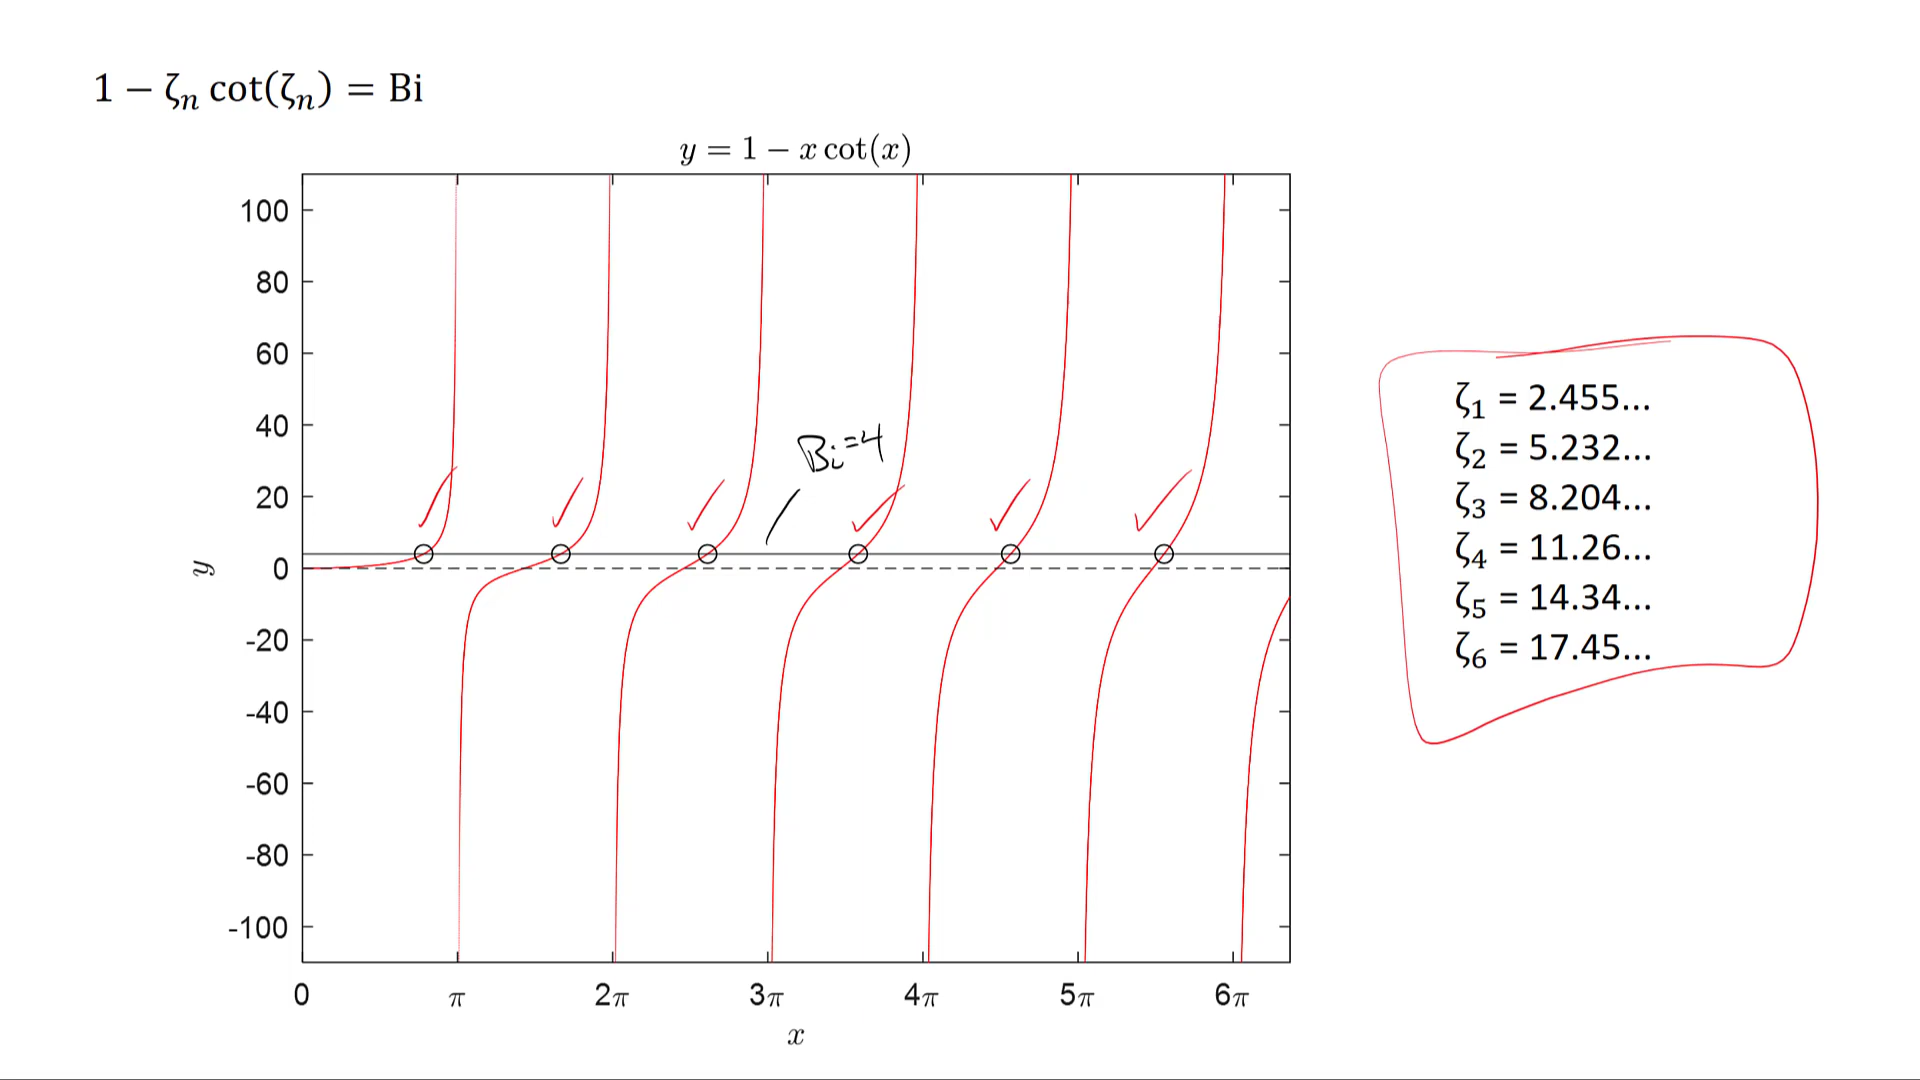 1 − ζₙ cot(ζₙ) = Bi
y = 1 − x cot(x)
100
80
60
40
20
0
-20
-40
-60
-80
-100
y
Bi=4
0 π 2π 3π 4π 5π 6π
x
ζ₁ = 2.455...
ζ₂ = 5.232...
ζ₃ = 8.204...
ζ₄ = 11.26...
ζ₅ = 14.34...
ζ₆ = 17.45...